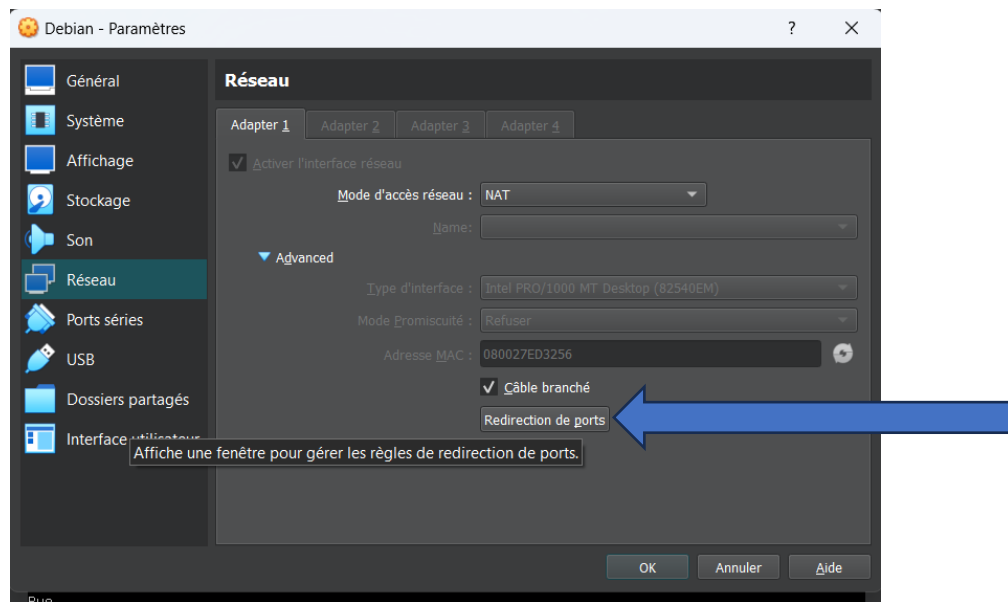 Debian - Paramètres
?
Général
Système
Affichage
Stockage
Son
Réseau
Ports séries
USB
Dossiers partagés
Interface utilisateur
Réseau
Adapter 1
Adapter 2
Adapter 3
Adapter 4
Activer l'interface réseau
Mode d'accès réseau : NAT
Name:
Advanced
Type d'interface : Intel PRO/1000 MT Desktop (82540EM)
Mode Promiscuité : Refuser
Adresse MAC : 080027ED3256
Câble branché
Redirection de ports
Affiche une fenêtre pour gérer les règles de redirection de ports.
OK
Annuler
Aide